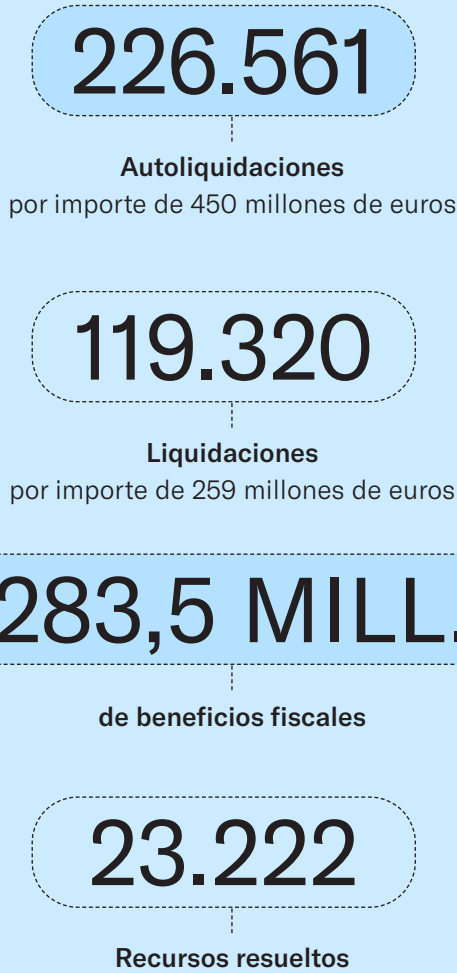 226.561
Autoliquidaciones
por importe de 450 millones de euros
119.320
Liquidaciones
por importe de 259 millones de euros
283,5 MILL.
de beneficios fiscales
23.222
Recursos resueltos